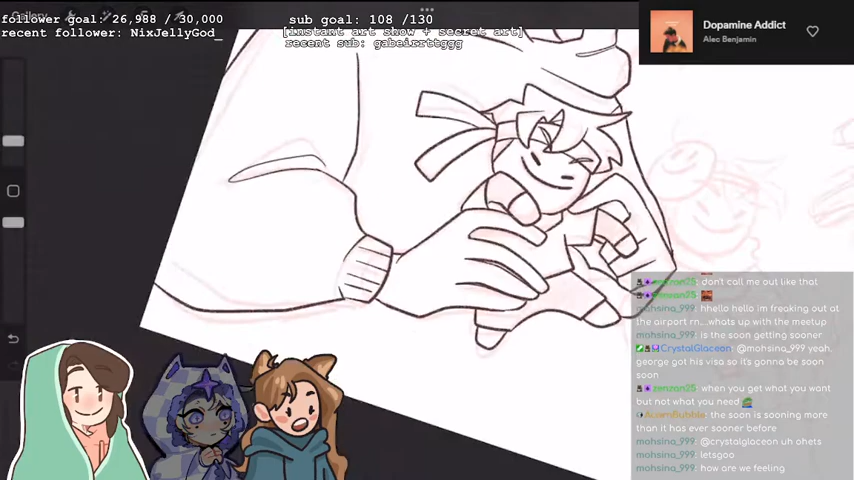 follower goal: 26,988 / 30,000
recent follower: NixJellyGod_
sub goal: 108 /130
[instant art show + secret art]
recent sub: gabeirrttggg
Dopamine Addict
Alec Benjamin
don't call me out like that
mohsina_999 hhello hello im freaking out at
the airport rn...whats up with the meetup
mohsina_999 is the soon getting sooner
CrystalGlaceon: @mohsina_999 yeah,
george got his visa so it's gonna be soon
soon
renzan25: when you get what you want
but not what you need
AcornBubble: the soon is sooning more
than it has ever sooner before
mohsina_999 @crystalglaceon uh ohets
mohsina_999 letsgoo
mohsina_999 how are we feeling